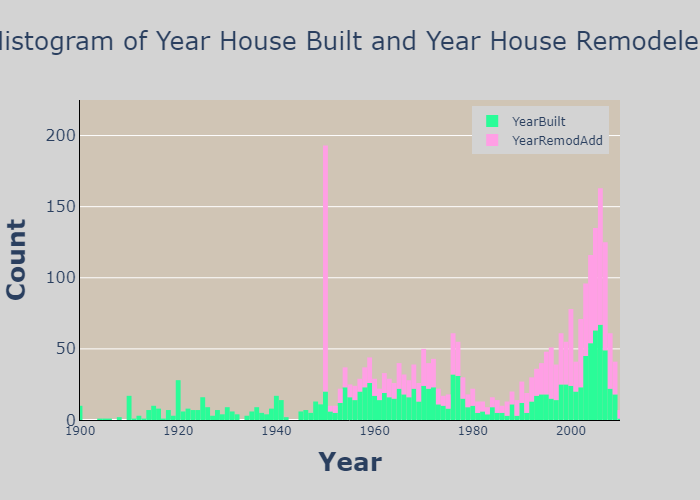 Histogram of Year House Built and Year House Remodele
YearBuilt
YearRemodAdd
200
150
100
50
0
Count
1900 1920 1940 1960 1980 2000
Year